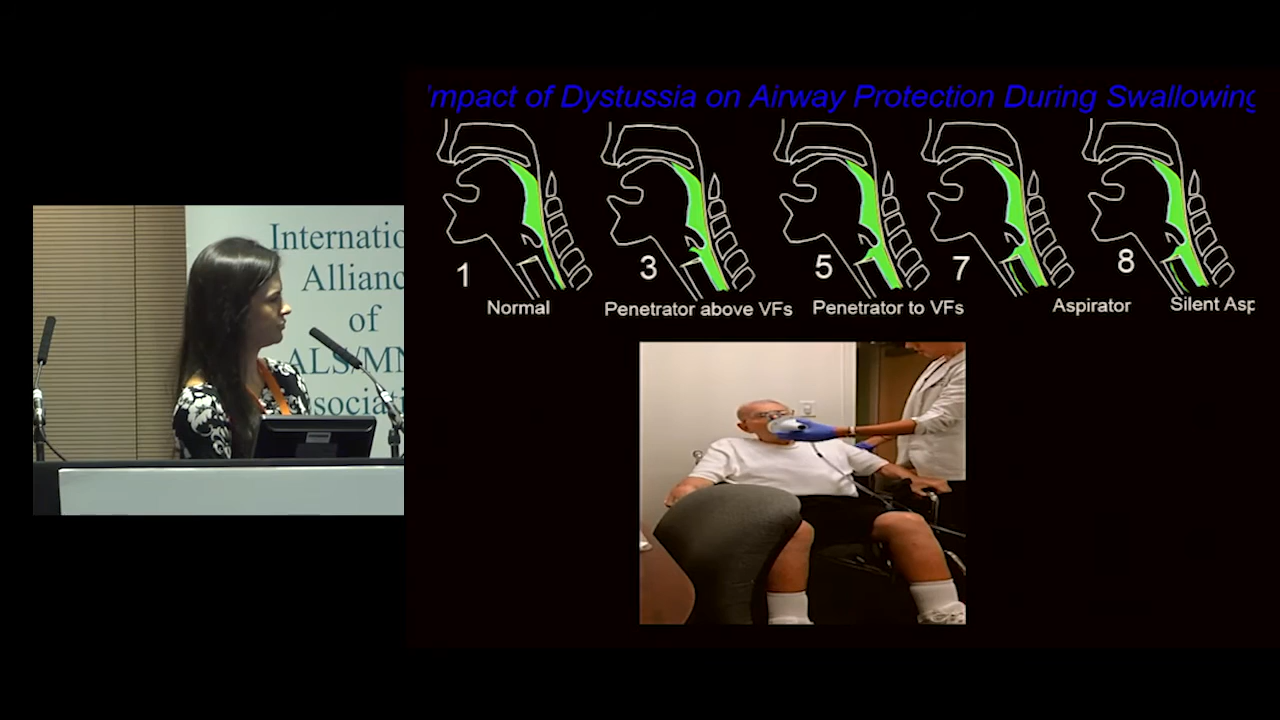 Impact of Dystussia on Airway Protection During Swallowing
1
3
5
7
8
Normal
Penetrator above VFs
Penetrator to VFs
Aspirator
Silent Asp
Internatio
Allianc
of
ALS/MN
ssociati